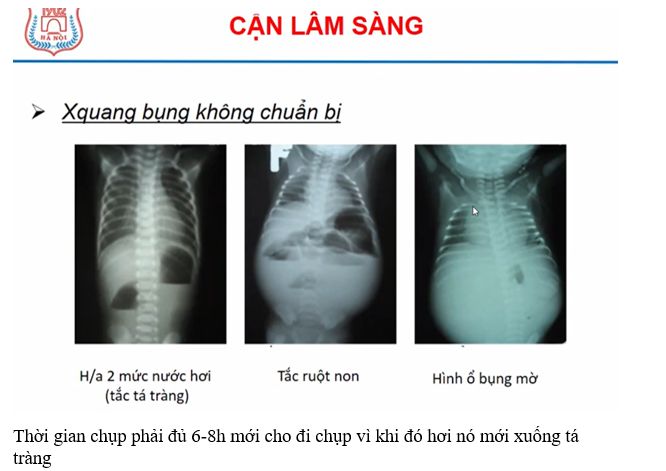 1902
HÀ NỘI
CẬN LÂM SÀNG
Xquang bụng không chuẩn bị
F
H/a 2 mức nước hơi
(tắc tá tràng)
Tắc ruột non
Hình ổ bụng mờ
Thời gian chụp phải đủ 6-8h mới cho đi chụp vì khi đó hơi nó mới xuống tá
tràng